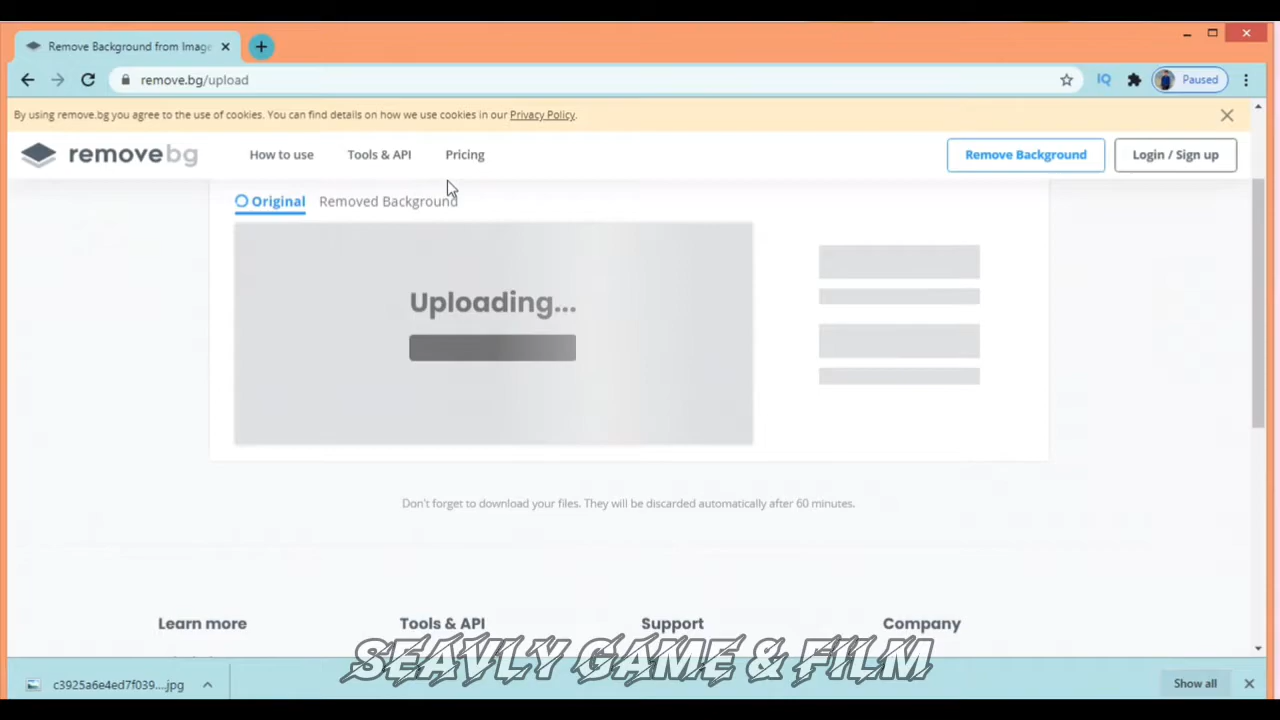 Remove Background from Image
remove.bg/upload
IQ
Paused
By using remove.bg you agree to the use of cookies. You can find details on how we use cookies in our Privacy Policy.
removebg
How to use
Tools & API
Pricing
Remove Background
Login / Sign up
Original
Removed Background
Uploading...
Don't forget to download your files. They will be discarded automatically after 60 minutes.
Learn more
Tools & API
Support
Company
SEAVLY GAME & FILM
c3925a6e4ed7f039....jpg
Show all